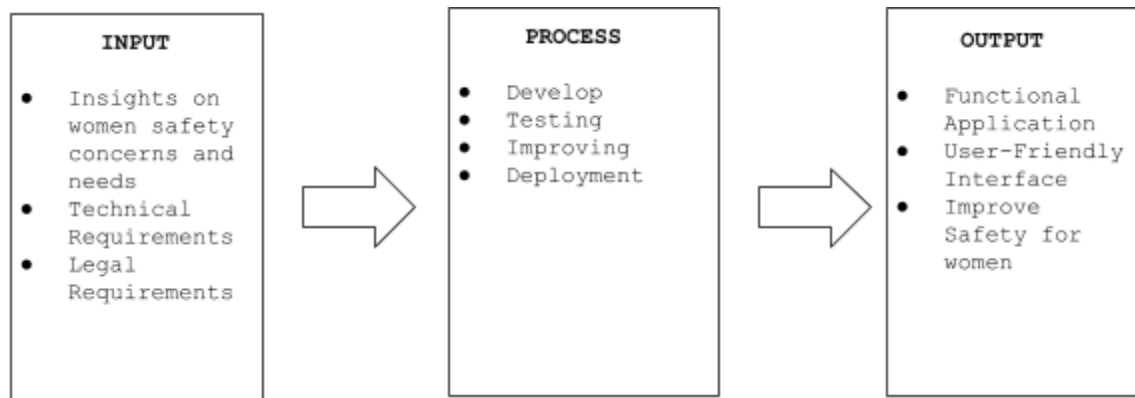 INPUT
● Insights on
women safety
concerns and
needs
● Technical
Requirements
● Legal
Requirements
PROCESS
● Develop
● Testing
● Improving
● Deployment
OUTPUT
● Functional
Application
● User-Friendly
Interface
● Improve
Safety for
women